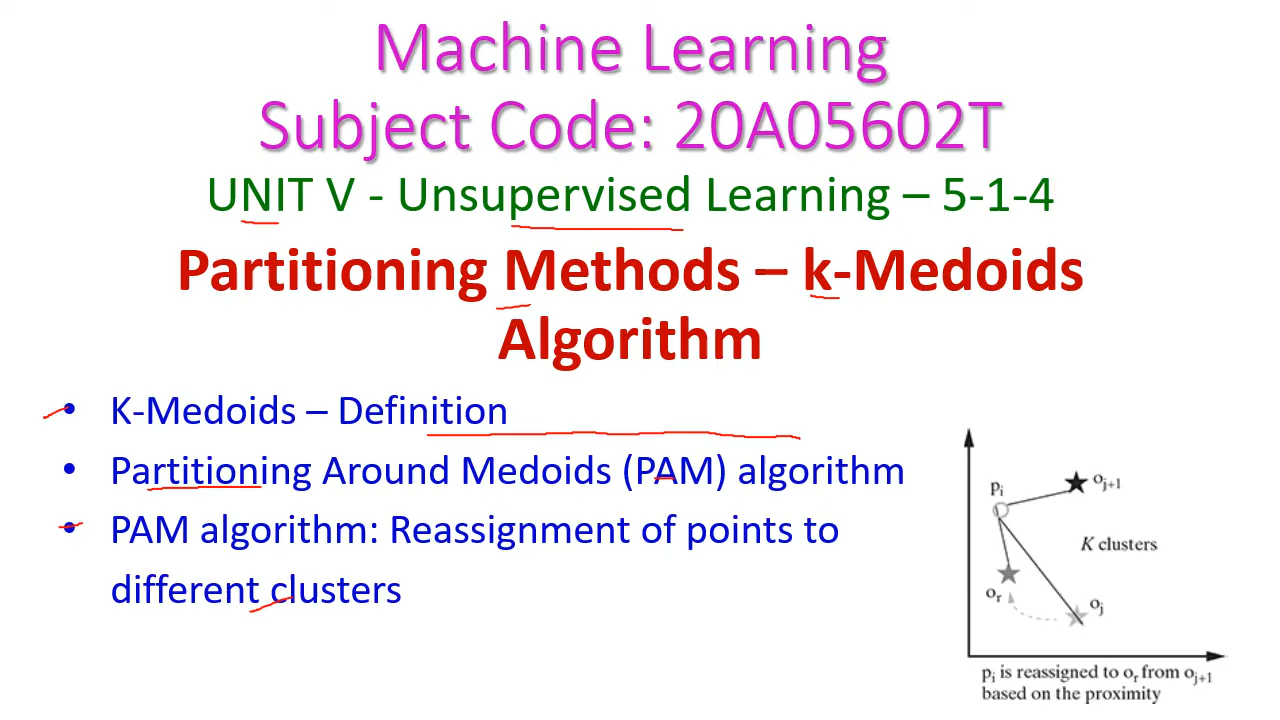 Machine Learning
Subject Code: 20A05602T
UNIT V - Unsupervised Learning – 5-1-4
Partitioning Methods – k-Medoids
Algorithm
• K-Medoids – Definition
• Partitioning Around Medoids (PAM) algorithm
• PAM algorithm: Reassignment of points to
different clusters
pi
oj+1
K clusters
or
oj
pi is reassigned to or from oj+1
based on the proximity